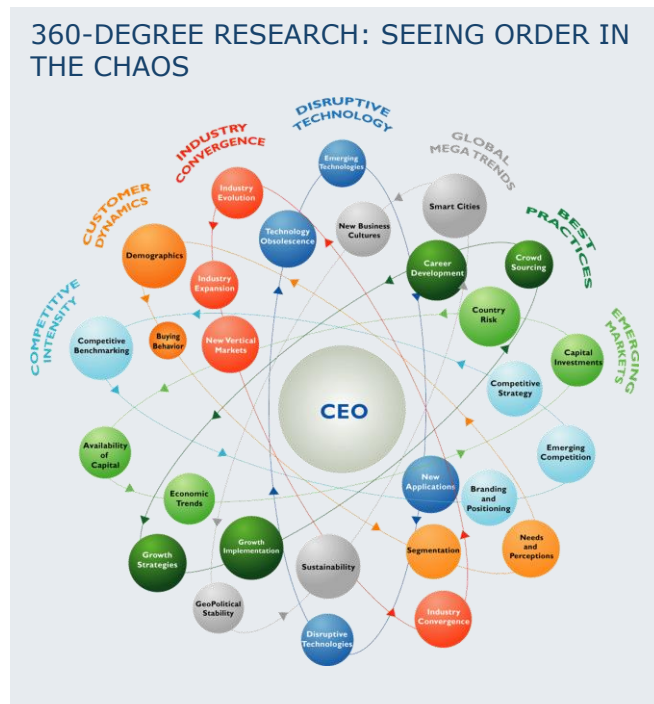 360-DEGREE RESEARCH: SEEING ORDER IN
THE CHAOS
DISRUPTIVE
TECHNOLOGY
INDUSTRY
CONVERGENCE
GLOBAL
MEGA TRENDS
CUSTOMER
DYNAMICS
BEST
PRACTICES
COMPETITIVE
INTENSITY
EMERGING
MARKETS
Emerging
Technologies
Industry
Evolution
Smart Cities
Technology
Obsolescence
New Business
Cultures
Demographics
Career
Development
Crowd
Sourcing
Industry
Expansion
Country
Risk
Buying
Behavior
New Vertical
Markets
Competitive
Benchmarking
Capital
Investments
Competitive
Strategy
CEO
Availability
of
Capital
Emerging
Competition
Economic
Trends
New
Applications
Branding
and
Positioning
Growth
Strategies
Growth
Implementation
Sustainability
Segmentation
Needs
and
Perceptions
GeoPolitical
Stability
Disruptive
Technologies
Industry
Convergence